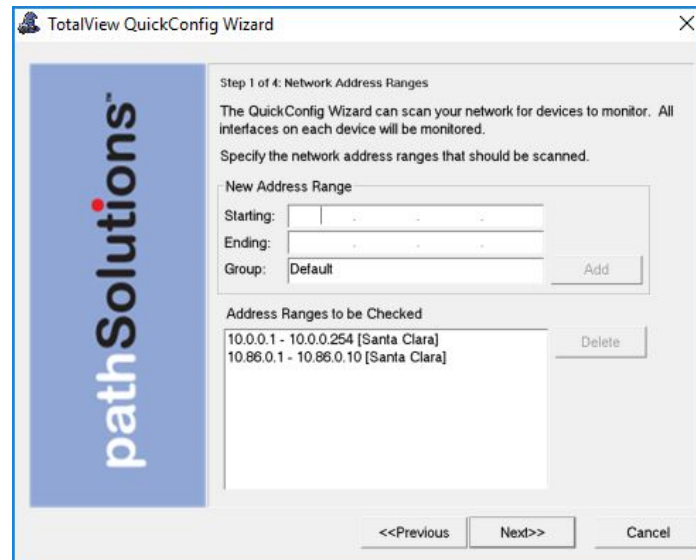 TotalView QuickConfig Wizard
pathSolutions™
Step 1 of 4: Network Address Ranges
The QuickConfig Wizard can scan your network for devices to monitor. All
interfaces on each device will be monitored.
Specify the network address ranges that should be scanned.
New Address Range
Starting: . . .
Ending: . . .
Group: Default
Add
Address Ranges to be Checked
10.0.0.1 - 10.0.0.254 [Santa Clara]
10.86.0.1 - 10.86.0.10 [Santa Clara]
Delete
<<Previous
Next>>
Cancel